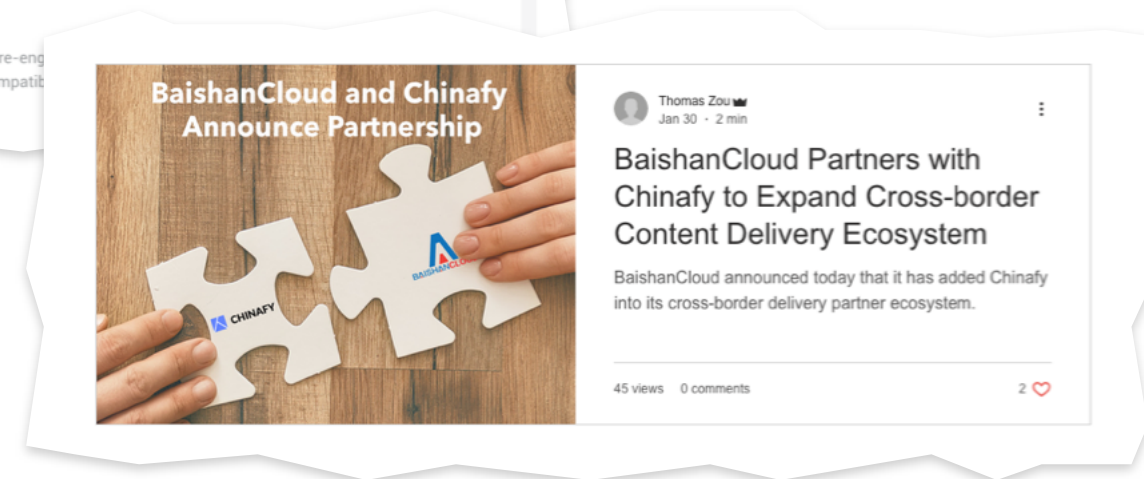 BaishanCloud and Chinafy
Announce Partnership
CHINAFY
Thomas Zou
Jan 30 · 2 min
BaishanCloud Partners with
Chinafy to Expand Cross-border
Content Delivery Ecosystem
BaishanCloud announced today that it has added Chinafy
into its cross-border delivery partner ecosystem.
45 views 0 comments
2